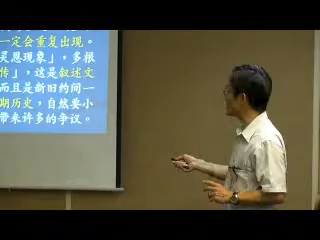 一定会重复出现。
灵恩现象」，多根
传」，这是叙述文
而且是新旧约间一
期历史，自然要小
带来许多的争议。